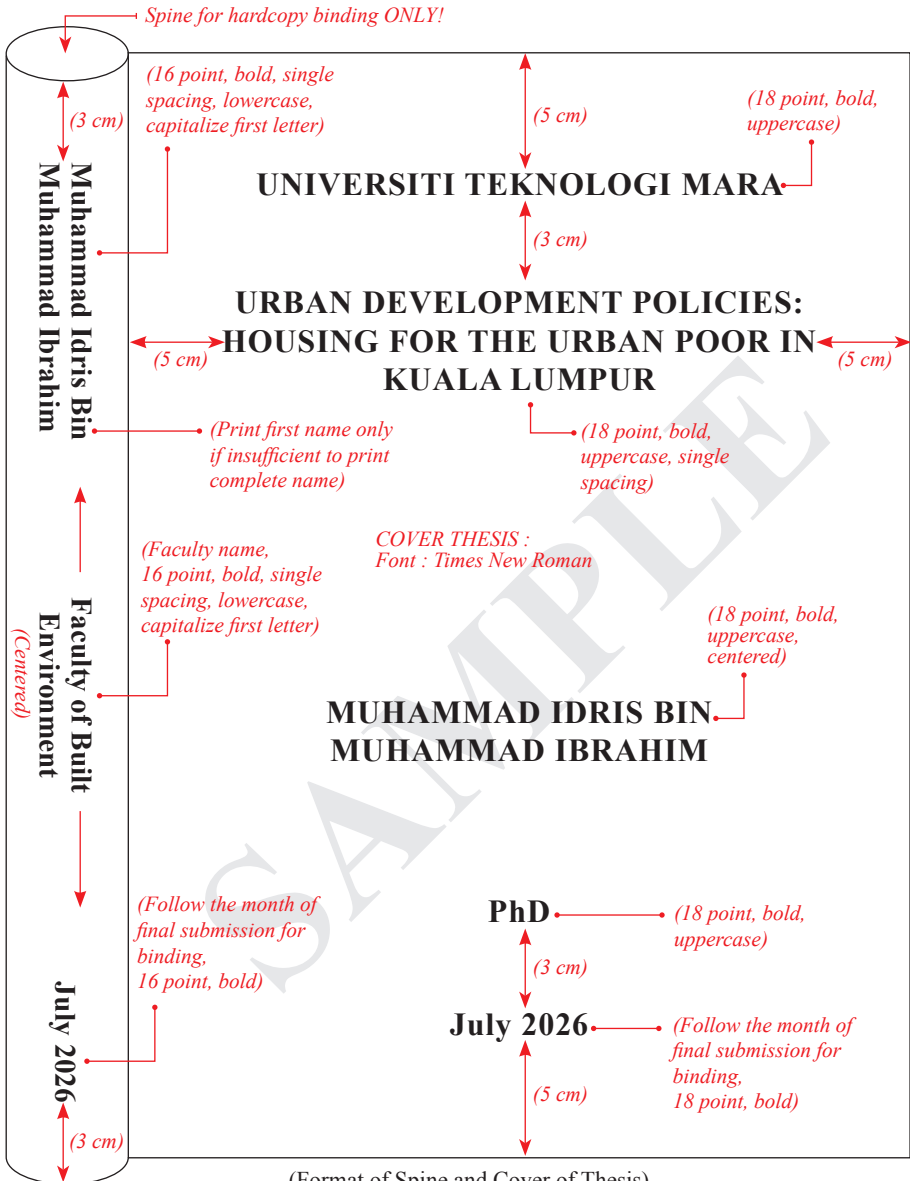 Spine for hardcopy binding ONLY!
(16 point, bold, single
spacing, lowercase,
capitalize first letter)
(3 cm)
(5 cm)
(18 point, bold,
uppercase)
Muhammad Idris Bin
Muhammad Ibrahim
UNIVERSITI TEKNOLOGI MARA
(3 cm)
URBAN DEVELOPMENT POLICIES:
HOUSING FOR THE URBAN POOR IN
KUALA LUMPUR
(5 cm)
(5 cm)
(Print first name only
if insufficient to print
complete name)
(18 point, bold,
uppercase, single
spacing)
COVER THESIS :
Font : Times New Roman
(Faculty name,
16 point, bold, single
spacing, lowercase,
capitalize first letter)
Faculty of Built
Environment
(Centered)
(18 point, bold,
uppercase,
centered)
MUHAMMAD IDRIS BIN
MUHAMMAD IBRAHIM
SAMPLE
(Follow the month of
final submission for
binding,
16 point, bold)
PhD
(18 point, bold,
uppercase)
(3 cm)
July 2026
July 2026
(Follow the month of
final submission for
binding,
18 point, bold)
(5 cm)
(3 cm)
(Format of Spine and Cover of Thesis)